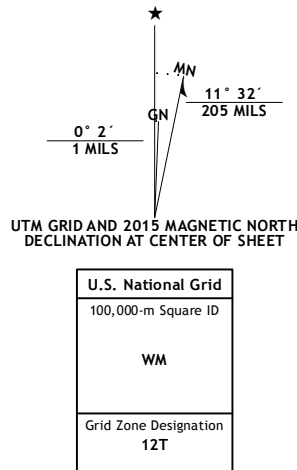 MN
GN
11° 32´
205 MILS
0° 2´
1 MILS
UTM GRID AND 2015 MAGNETIC NORTH
DECLINATION AT CENTER OF SHEET
U.S. National Grid
100,000-m Square ID
WM
Grid Zone Designation
12T